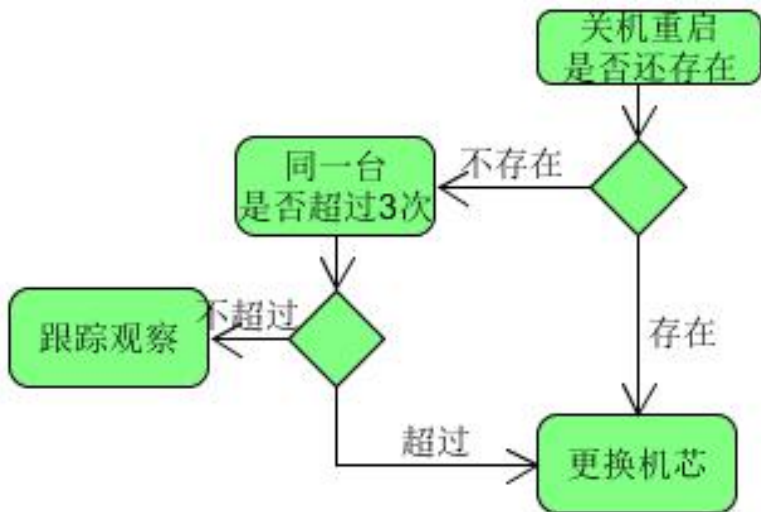 关机重启
是否还存在
不存在
同一台
是否超过3次
不超过
跟踪观察
存在
超过
更换机芯